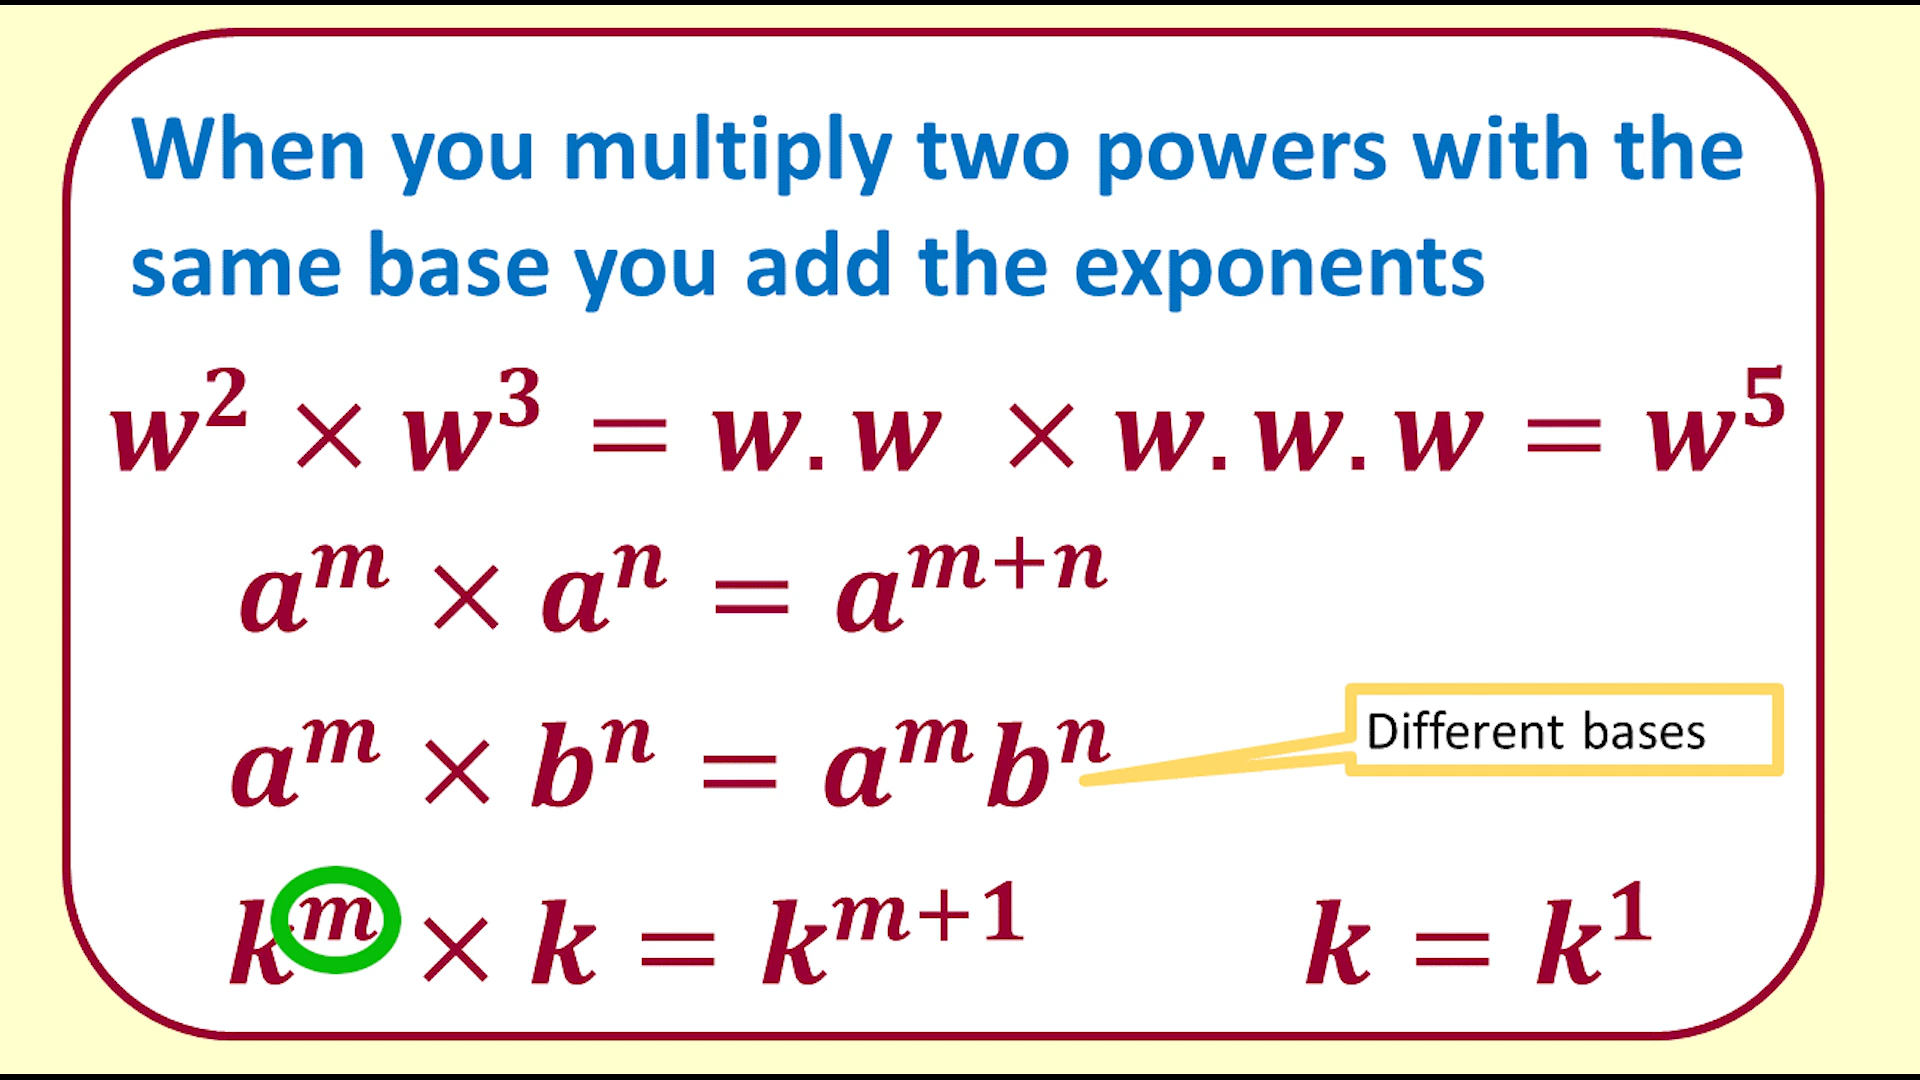 When you multiply two powers with the
same base you add the exponents
w² × w³ = w.w × w.w.w = w⁵
aᵐ × aⁿ = aᵐ⁺ⁿ
aᵐ × bⁿ = aᵐbⁿ
Different bases
kᵐ × k = kᵐ⁺¹ k = k¹